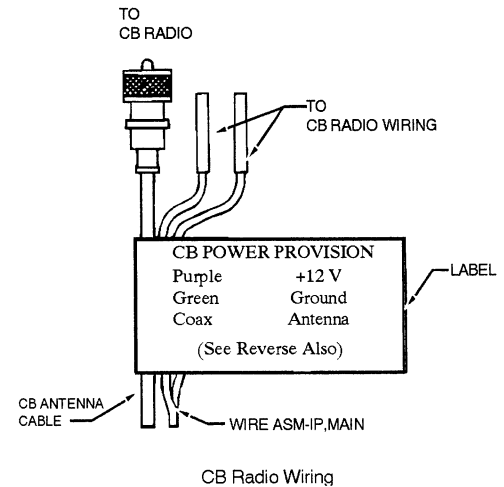 TO
CB RADIO
TO
CB RADIO WIRING
CB POWER PROVISION
Purple +12 V
Green Ground
Coax Antenna
(See Reverse Also)
LABEL
CB ANTENNA
CABLE
WIRE ASM-IP,MAIN
CB Radio Wiring